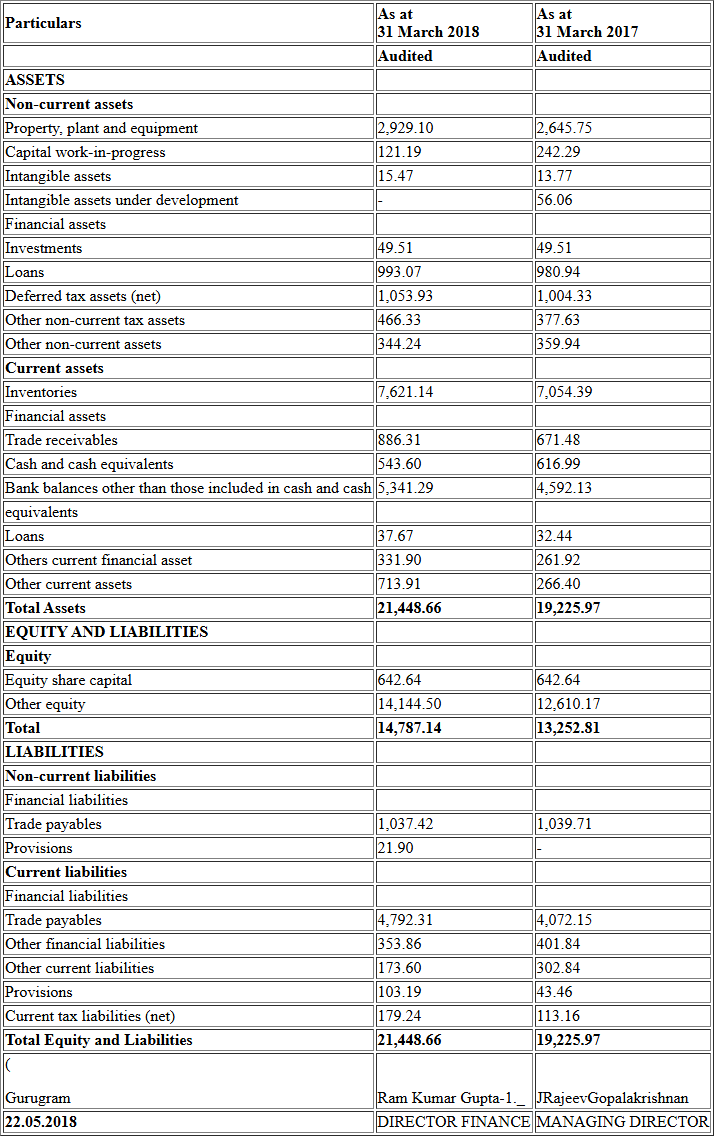 Particulars As at 31 March 2018 As at 31 March 2017
Audited Audited
ASSETS
Non-current assets
Property, plant and equipment 2,929.10 2,645.75
Capital work-in-progress 121.19 242.29
Intangible assets 15.47 13.77
Intangible assets under development - 56.06
Financial assets
Investments 49.51 49.51
Loans 993.07 980.94
Deferred tax assets (net) 1,053.93 1,004.33
Other non-current tax assets 466.33 377.63
Other non-current assets 344.24 359.94
Current assets
Inventories 7,621.14 7,054.39
Financial assets
Trade receivables 886.31 671.48
Cash and cash equivalents 543.60 616.99
Bank balances other than those included in cash and cash 5,341.29 4,592.13
equivalents
Loans 37.67 32.44
Others current financial asset 331.90 261.92
Other current assets 713.91 266.40
Total Assets 21,448.66 19,225.97
EQUITY AND LIABILITIES
Equity
Equity share capital 642.64 642.64
Other equity 14,144.50 12,610.17
Total 14,787.14 13,252.81
LIABILITIES
Non-current liabilities
Financial liabilities
Trade payables 1,037.42 1,039.71
Provisions 21.90 -
Current liabilities
Financial liabilities
Trade payables 4,792.31 4,072.15
Other financial liabilities 353.86 401.84
Other current liabilities 173.60 302.84
Provisions 103.19 43.46
Current tax liabilities (net) 179.24 113.16
Total Equity and Liabilities 21,448.66 19,225.97
(
Gurugram Ram Kumar Gupta-1._ JRajeevGopalakrishnan
22.05.2018 DIRECTOR FINANCE MANAGING DIRECTOR